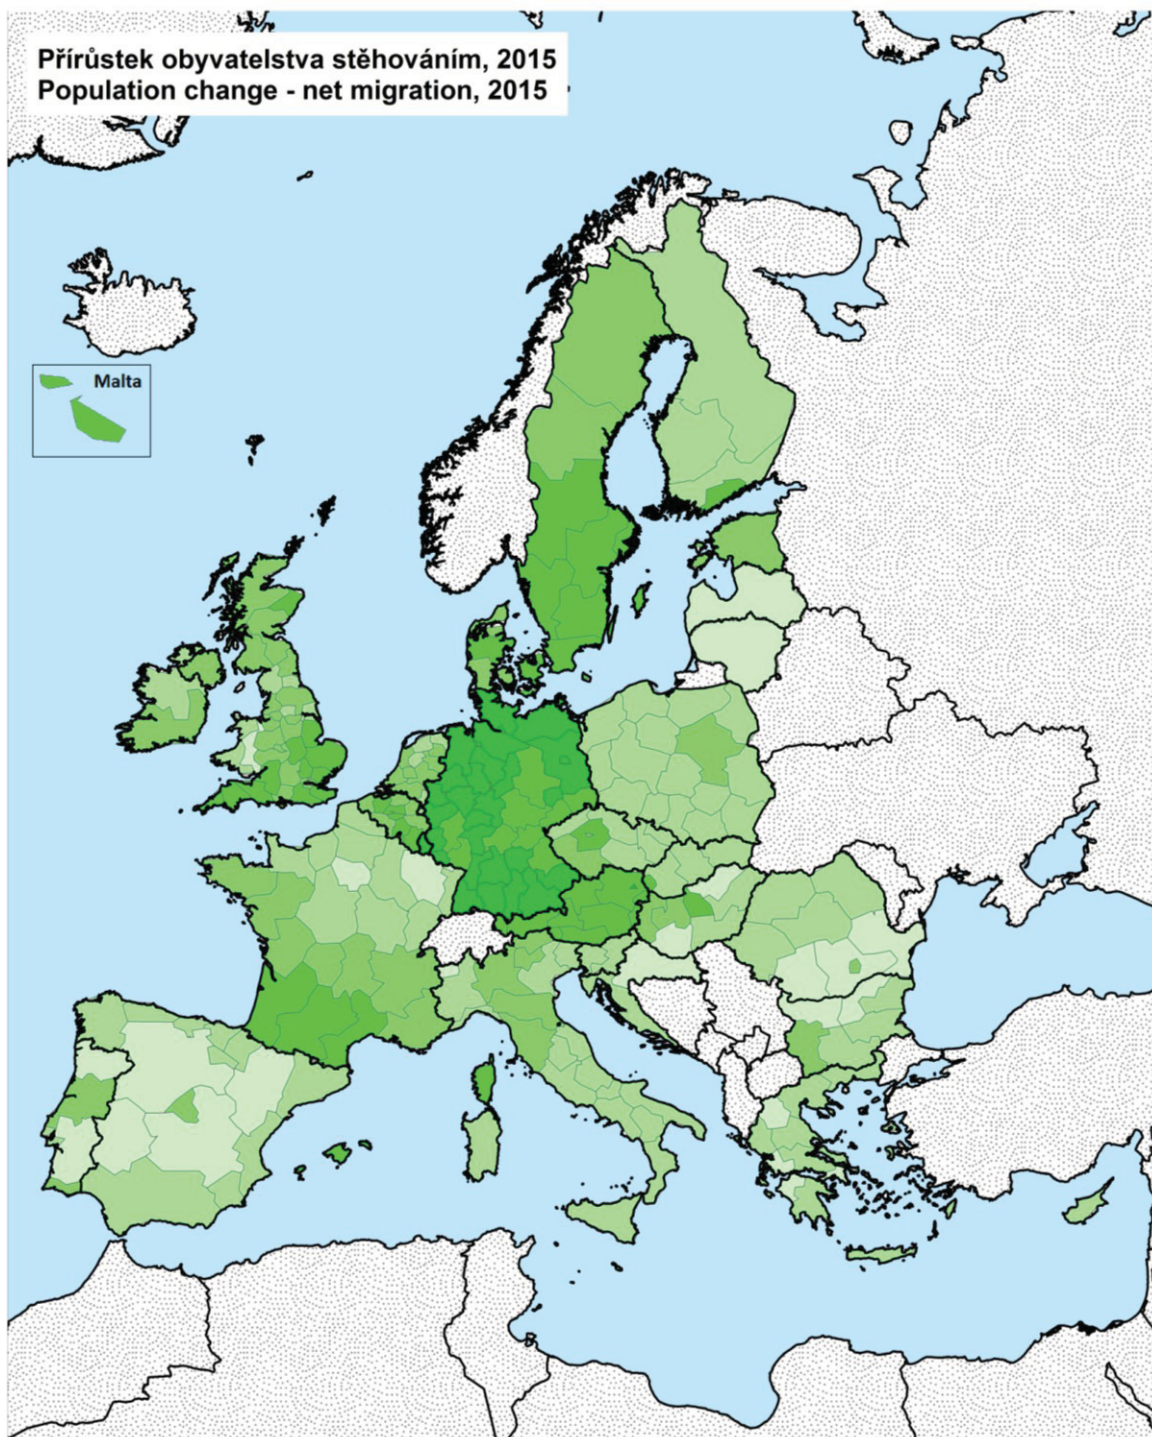 Přírůstek obyvatelstva stěhováním, 2015
Population change - net migration, 2015
Malta